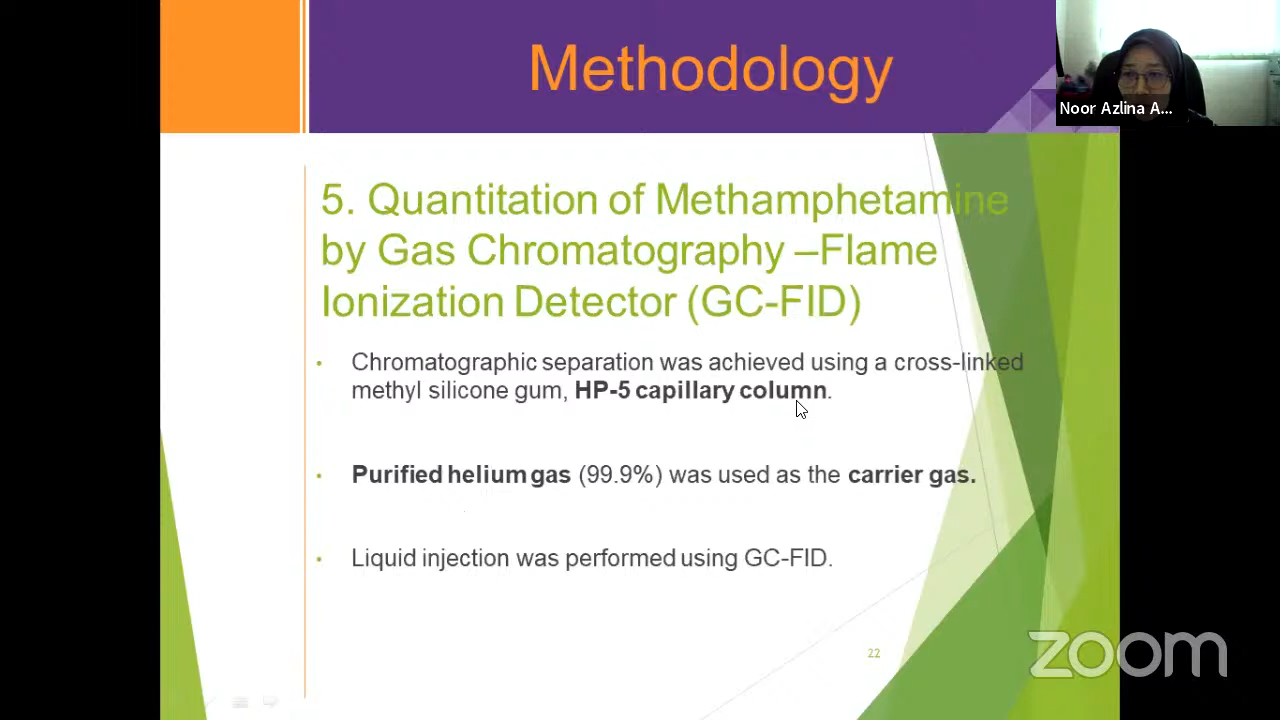 Methodology
Noor Azlina A...
5. Quantitation of Methamphetamine
by Gas Chromatography –Flame
Ionization Detector (GC-FID)
• Chromatographic separation was achieved using a cross-linked
methyl silicone gum, HP-5 capillary column.
• Purified helium gas (99.9%) was used as the carrier gas.
• Liquid injection was performed using GC-FID.
22
zoom